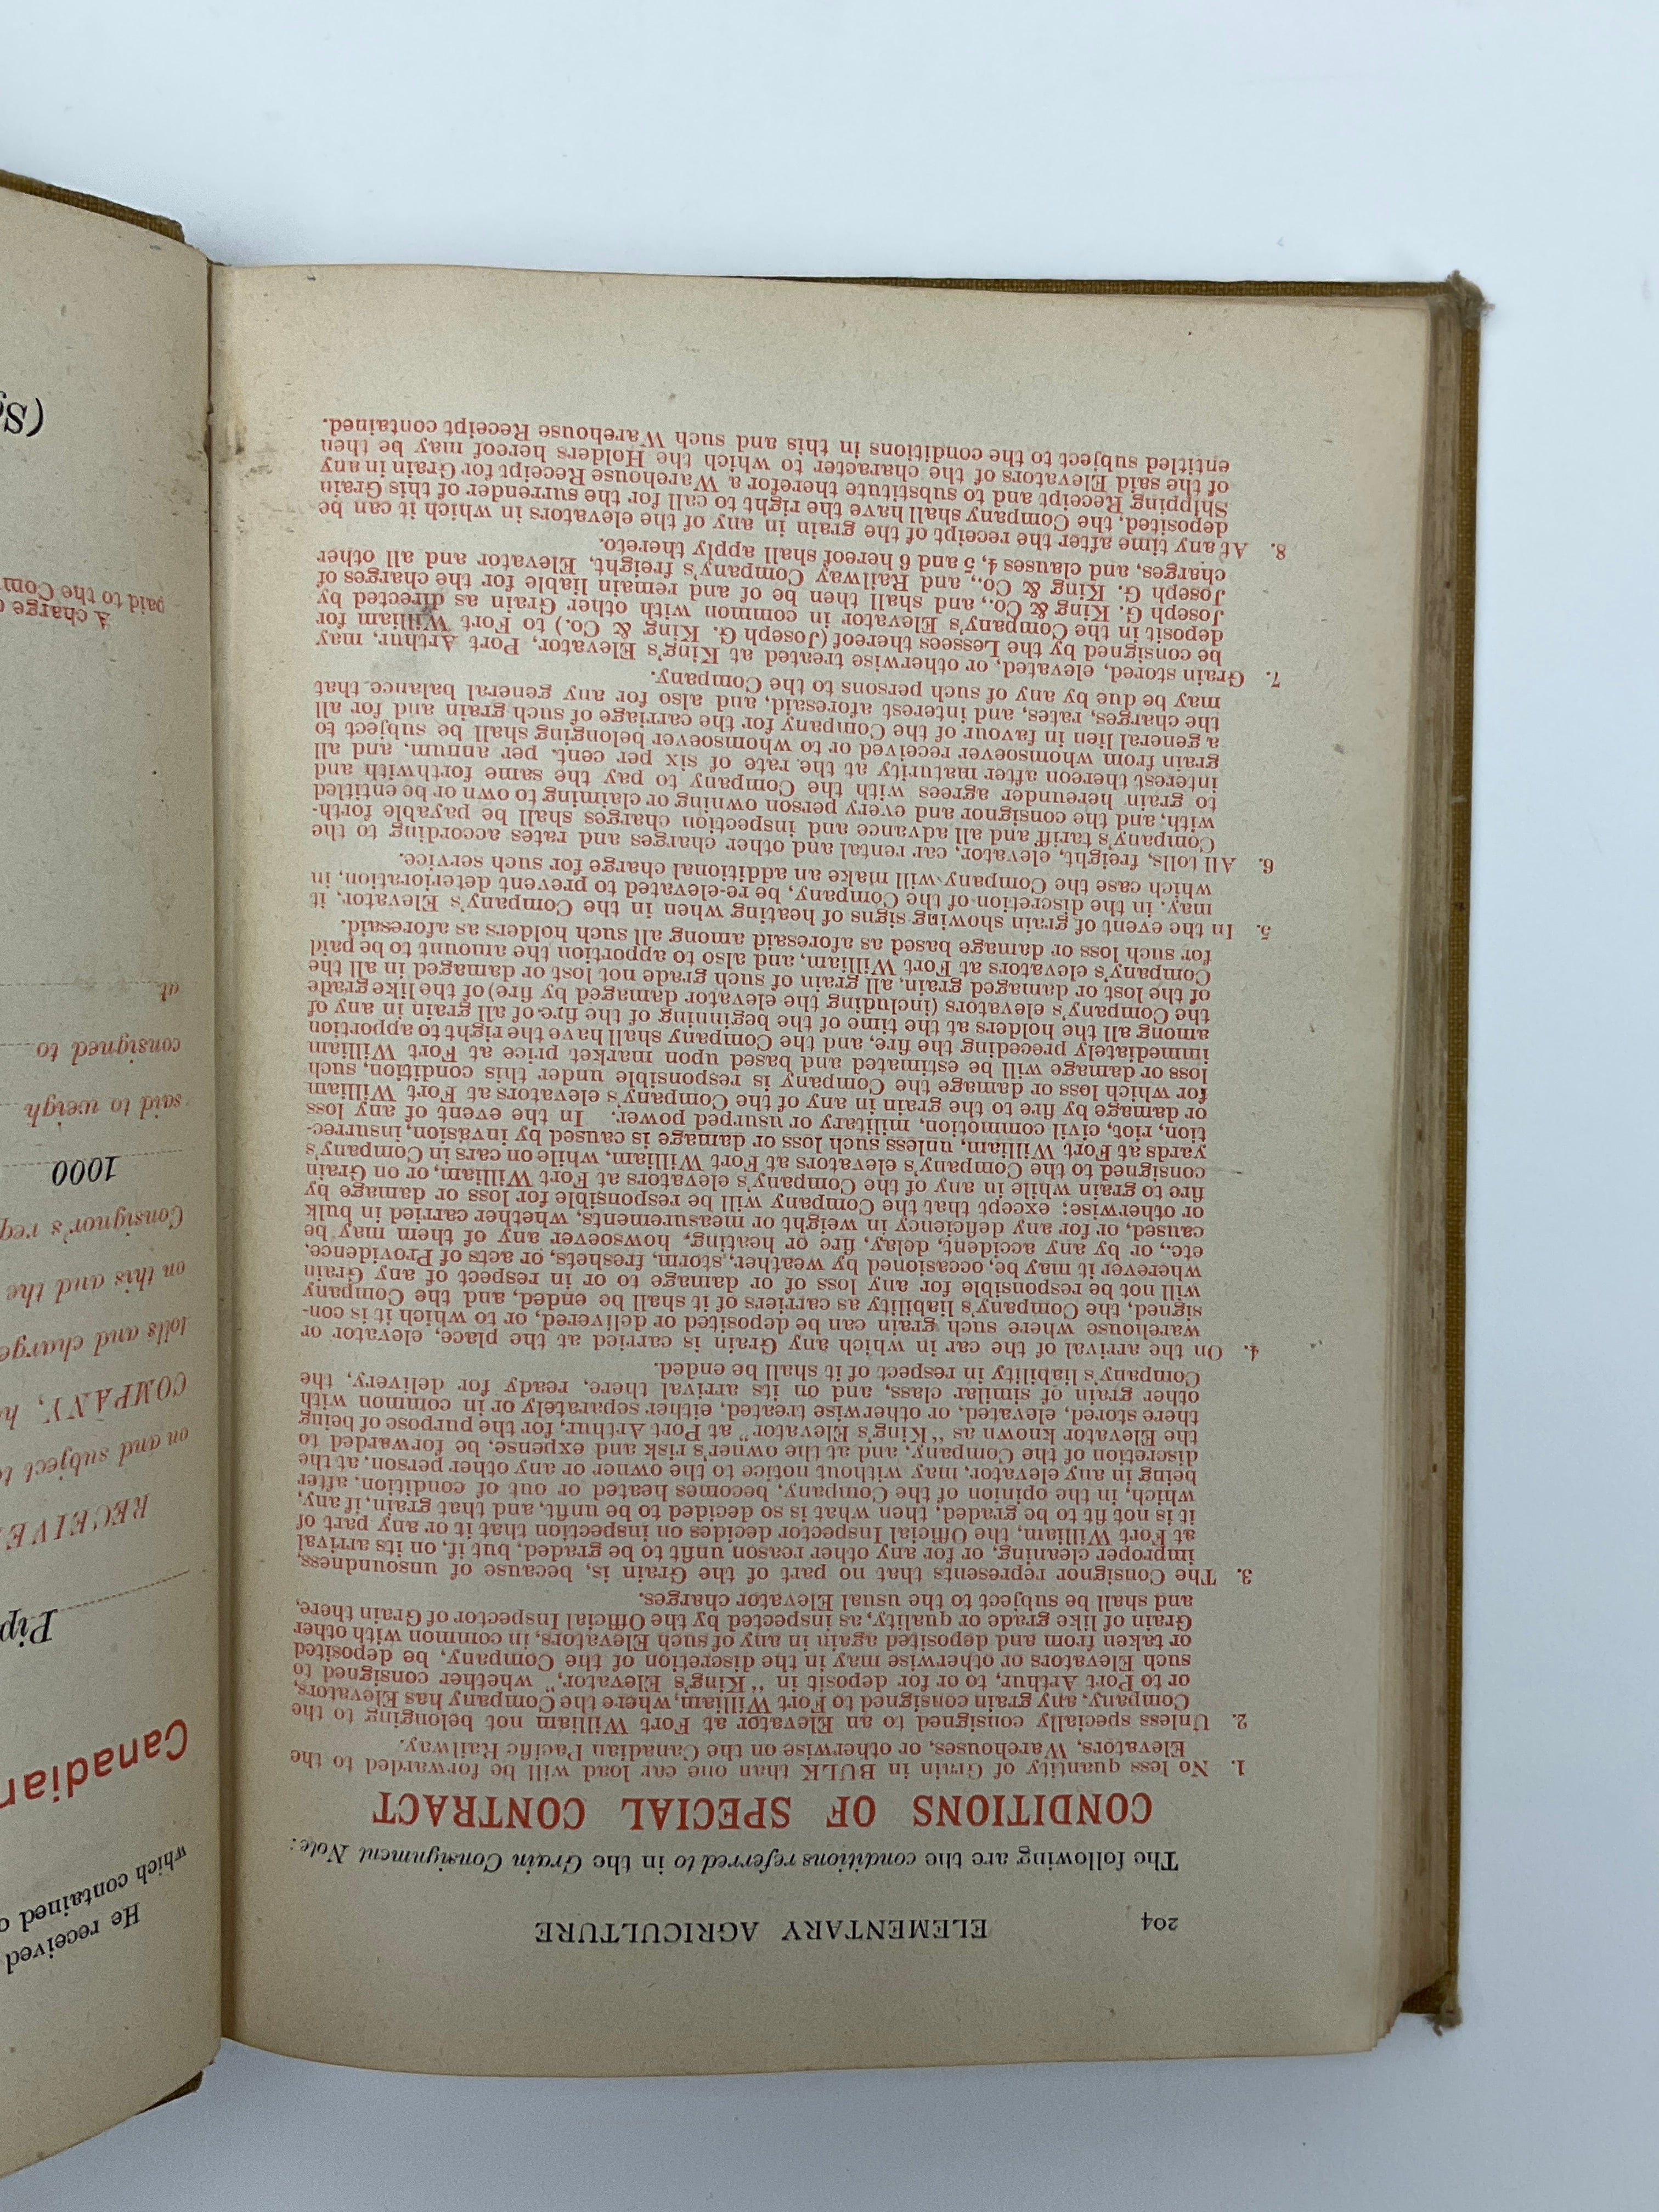 204 ELEMENTARY AGRICULTURE
The following are the conditions referred to in the Grain Consignment Note:
CONDITIONS OF SPECIAL CONTRACT
1. No less quantity of Grain in BULK than one car load will be forwarded to the
Elevators, Warehouses, or otherwise on the Canadian Pacific Railway.
2. Unless specially consigned to an Elevator at Fort William not belonging to the
Company, any grain consigned to Fort William, where the Company has Elevators,
or to Port Arthur, to or for deposit in “King's Elevator,” whether consigned to
such Elevators or otherwise may in the discretion of the Company, be deposited
or taken from and deposited again in any of such Elevators, in common with other
Grain of like grade or quality, as inspected by the Official Inspector of Grain there,
and shall be subject to the usual Elevator charges.
3. The Consignor represents that no part of the Grain is, because of unsoundness,
improper cleaning, or for any other reason unfit to be graded, but if, on its arrival
at Fort William, the Official Inspector decides on inspection that it or any part of
it is not fit to be graded, then what is so decided to be unfit, and that grain, if any,
which, in the opinion of the Company, becomes heated or out of condition, after
being in any elevator, may without notice to the owner or any other person, at the
discretion of the Company, and at the owner's risk and expense, be forwarded to
the Elevator known as “King's Elevator” at Port Arthur, for the purpose of being
there stored, elevated, or otherwise treated, either separately or in common with
other grain of similar class, and on its arrival there, ready for delivery, the
Company's liability in respect of it shall be ended.
4. On the arrival of the car in which any Grain is carried at the place, elevator or
warehouse where such grain can be deposited or delivered, or to which it is con-
signed, the Company's liability as carriers of it shall be ended, and the Company
will not be responsible for any loss of or damage to or in respect of any Grain
wherever it may be, occasioned by weather, storm, freshets, or acts of Providence,
etc., or by any accident, delay, fire or heating, howsoever any of them may be
caused, or for any deficiency in weight or measurements, whether carried in bulk
or otherwise; except that the Company will be responsible for loss or damage by
fire to grain while in any of the Company's elevators at Fort William, or on Grain
consigned to the Company's elevators at Fort William, while on cars in Company's
yards at Fort William, unless such loss or damage is caused by invasion, insurrec-
tion, riot, civil commotion, military or usurped power. In the event of any loss
or damage by fire to the grain in any of the Company's elevators at Fort William
for which loss or damage the Company is responsible under this condition, such
loss or damage will be estimated and based upon market price at Fort William
immediately preceding the fire, and the Company shall have the right to apportion
among all the holders at the time of the beginning of the fire of all grain in any of
the Company's elevators (including the elevator damaged by fire) of the like grade
of the lost or damaged grain, all grain of such grade not lost or damaged in all the
Company's elevators at Fort William, and also to apportion the amount to be paid
for such loss or damage based as aforesaid among all such holders as aforesaid.
5. In the event of grain showing signs of heating when in the Company's Elevator, it
may, in the discretion of the Company, be re-elevated to prevent deterioration, in
which case the Company will make an additional charge for such service.
6. All tolls, freight, elevator, car rental and other charges and rates according to the
Company's tariff and all advance and inspection charges shall be payable forth-
with, and the consignor and every person owning or claiming to own or be entitled
to grain hereunder agrees with the Company to pay the same forthwith and
interest thereon after maturity at the rate of six per cent. per annum, and all
grain from whomsoever received or to whomsoever belonging shall be subject to
a general lien in favour of the Company for the carriage of such grain and for all
the charges, rates, and interest aforesaid, and also for any general balance that
may be due by any of such persons to the Company.
7. Grain stored, elevated, or otherwise treated at King's Elevator, Port Arthur, may
be consigned by the Lessees thereof (Joseph G. King & Co.) to Fort William for
deposit in the Company's Elevator in common with other Grain as directed by
Joseph G. King & Co., and shall then be of and remain liable for the charges of
Joseph G. King & Co., and Railway Company's freight, Elevator and all other
charges, and clauses 4, 5 and 6 hereof shall apply thereto.
8. At any time after the receipt of the grain in any of the elevators in which it can be
deposited, the Company shall have the right to call for the surrender of this Grain
Shipping Receipt and to substitute therefor a Warehouse Receipt for Grain in any
of the said Elevators of the character to which the Holders hereof may be then
entitled subject to the conditions in this and such Warehouse Receipt contained.
He received
which contained
Canadian
Pip
RECEIVE
on and subject
COMPANY, h
tolls and charge
on this and the
Consignor's req
1000
said to weigh
consigned to
at
A charge
paid to the Com
(Sg